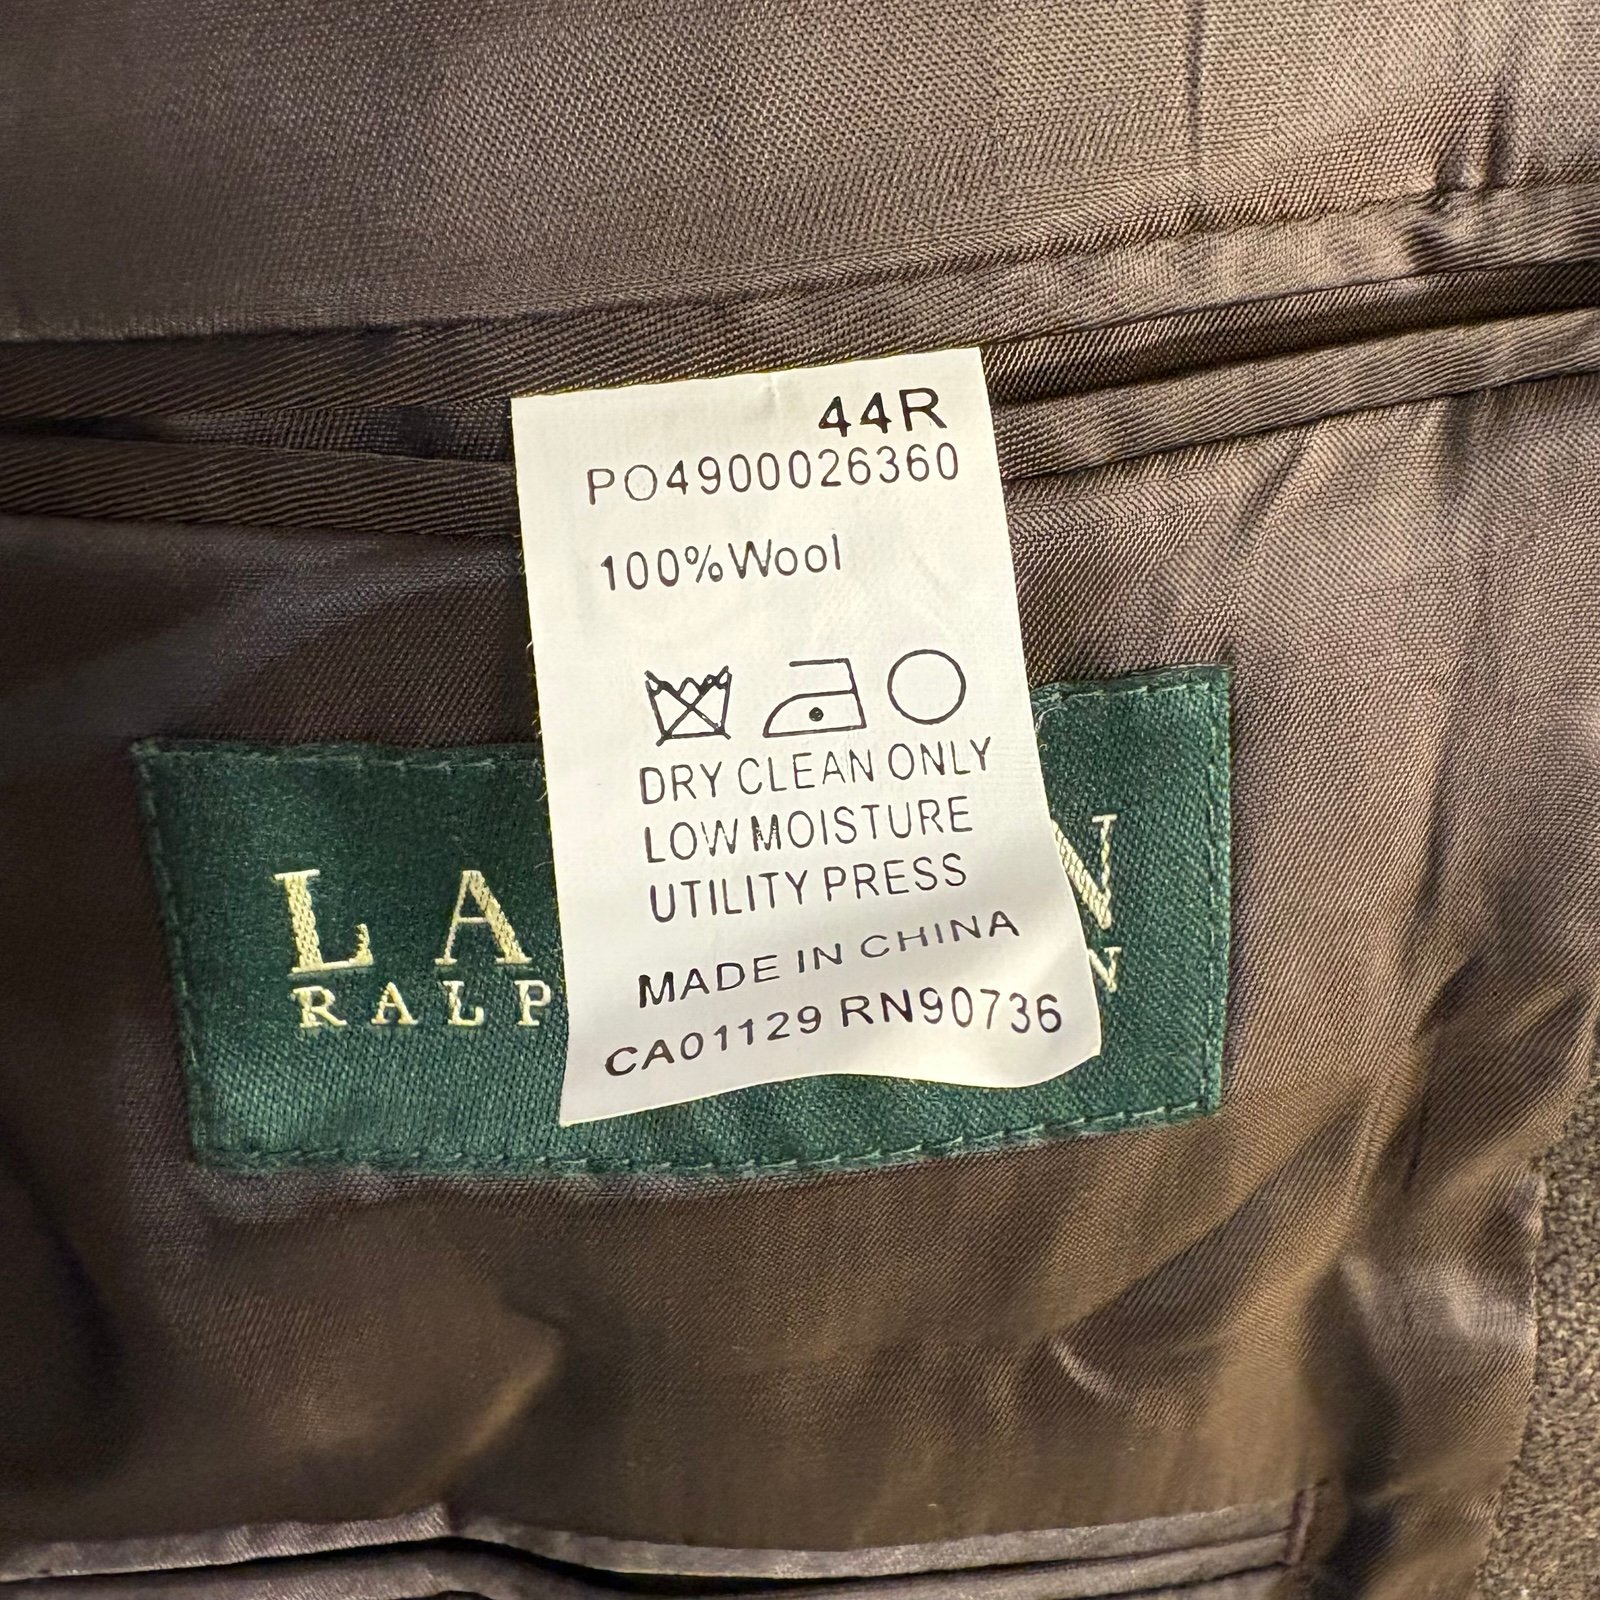 44R
PO4900026360
100%Wool
DRY CLEAN ONLY
LOW MOISTURE
UTILITY PRESS
MADE IN CHINA
CA01129 RN90736
LA N
RALP N